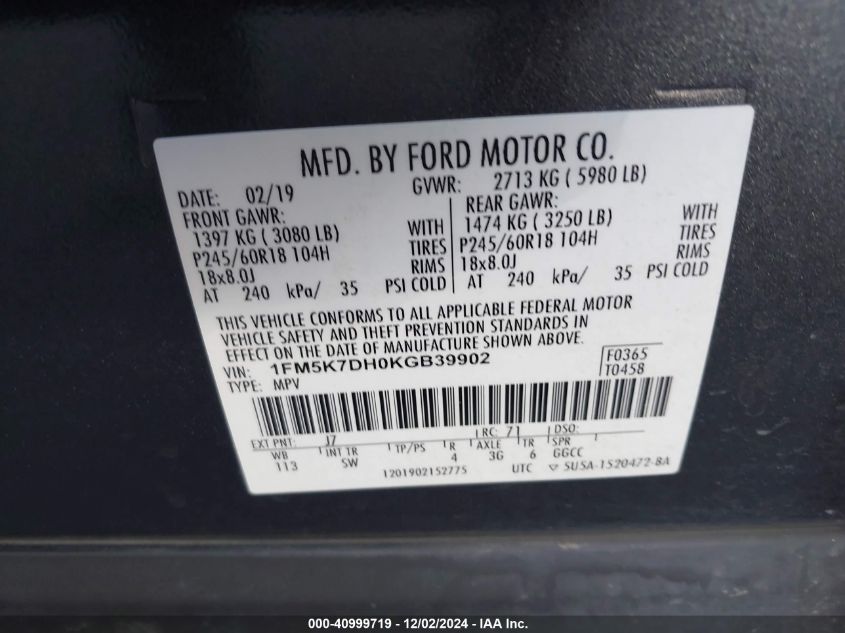 MFD. BY FORD MOTOR CO.
DATE: 02/19 GVWR: 2713 KG ( 5980 LB)
FRONT GAWR: REAR GAWR:
1397 KG ( 3080 LB) WITH 1474 KG ( 3250 LB) WITH
P245/60R18 104H TIRES P245/60R18 104H TIRES
18x8.0J RIMS 18x8.0J RIMS
AT 240 kPa/ 35 PSI COLD AT 240 kPa/ 35 PSI COLD
THIS VEHICLE CONFORMS TO ALL APPLICABLE FEDERAL MOTOR
VEHICLE SAFETY AND THEFT PREVENTION STANDARDS IN
EFFECT ON THE DATE OF MANUFACTURE SHOWN ABOVE.
VIN: 1FM5K7DH0KGB39902 F0365
TYPE: MPV T0458
EXT PNT: J7 RC: 71 DSO:
WB INT TR TP/PS R AXLE TR SPR
113 SW 4 3G 6 GGCC
1201902152775 UTC ▽ 5U5A-1520472-BA
000-40999719 - 12/02/2024 - IAA Inc.